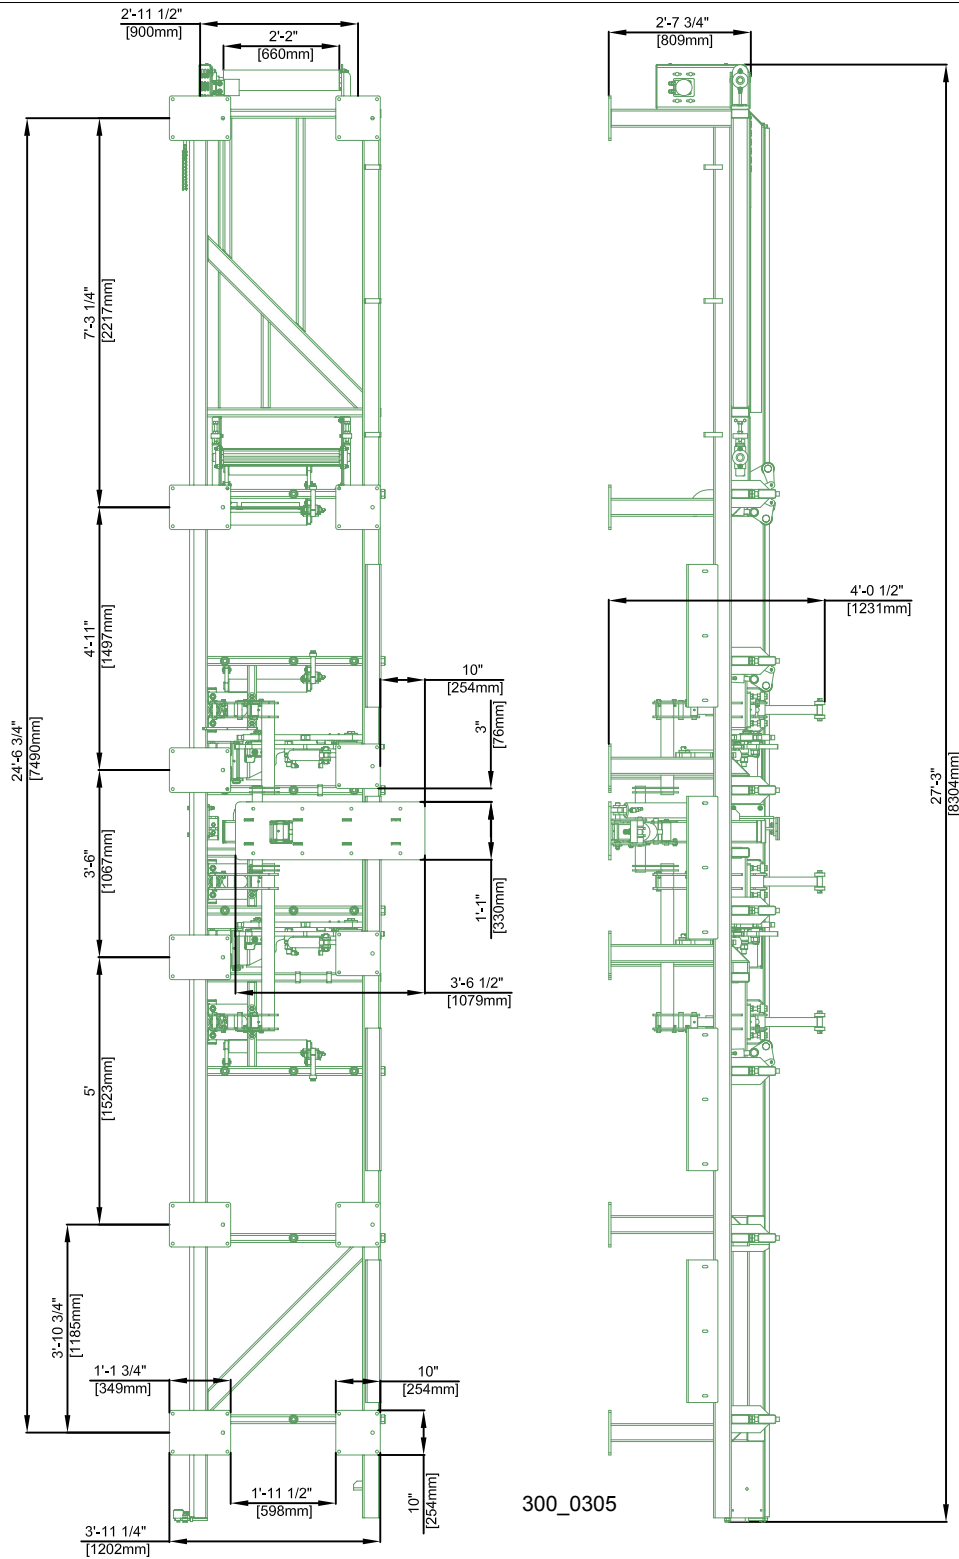 2'-11 1/2"
[900mm]
2'-2"
[660mm]
2'-7 3/4"
[809mm]
7'-3 1/4"
[2217mm]
4'-11"
[1497mm]
4'-0 1/2"
[1231mm]
10"
[254mm]
3"
[76mm]
24'-6 3/4"
[7490mm]
27'-3"
[8304mm]
3'-6"
[1067mm]
1'-1"
[330mm]
3'-6 1/2"
[1079mm]
5'
[1523mm]
3'-10 3/4"
[1185mm]
1'-1 3/4"
[349mm]
10"
[254mm]
1'-11 1/2"
[598mm]
10"
[254mm]
300_0305
3'-11 1/4"
[1202mm]